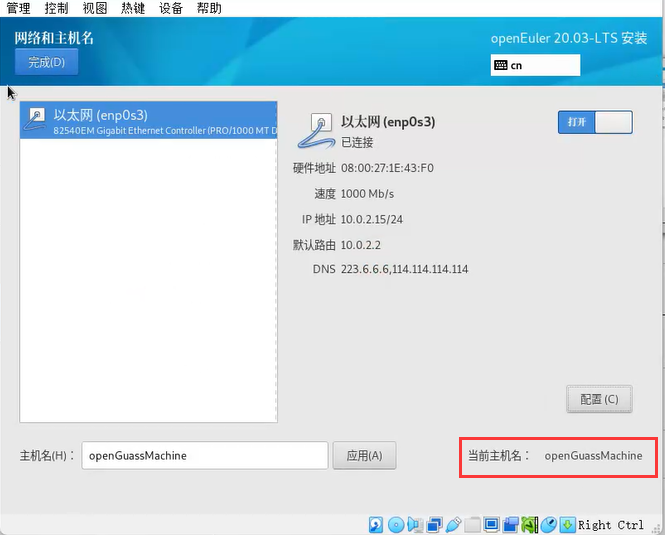 管理 控制 视图 热键 设备 帮助
网络和主机名
openEuler 20.03-LTS 安装
完成(D)
cn
以太网 (enp0s3)
82540EM Gigabit Ethernet Controller (PRO/1000 MT D
以太网 (enp0s3)
已连接
打开
硬件地址 08:00:27:1E:43:F0
速度 1000 Mb/s
IP 地址 10.0.2.15/24
默认路由 10.0.2.2
DNS 223.6.6.6,114.114.114.114
配置 (C)
主机名(H)： openGuassMachine 应用(A) 当前主机名： openGuassMachine
Right Ctrl